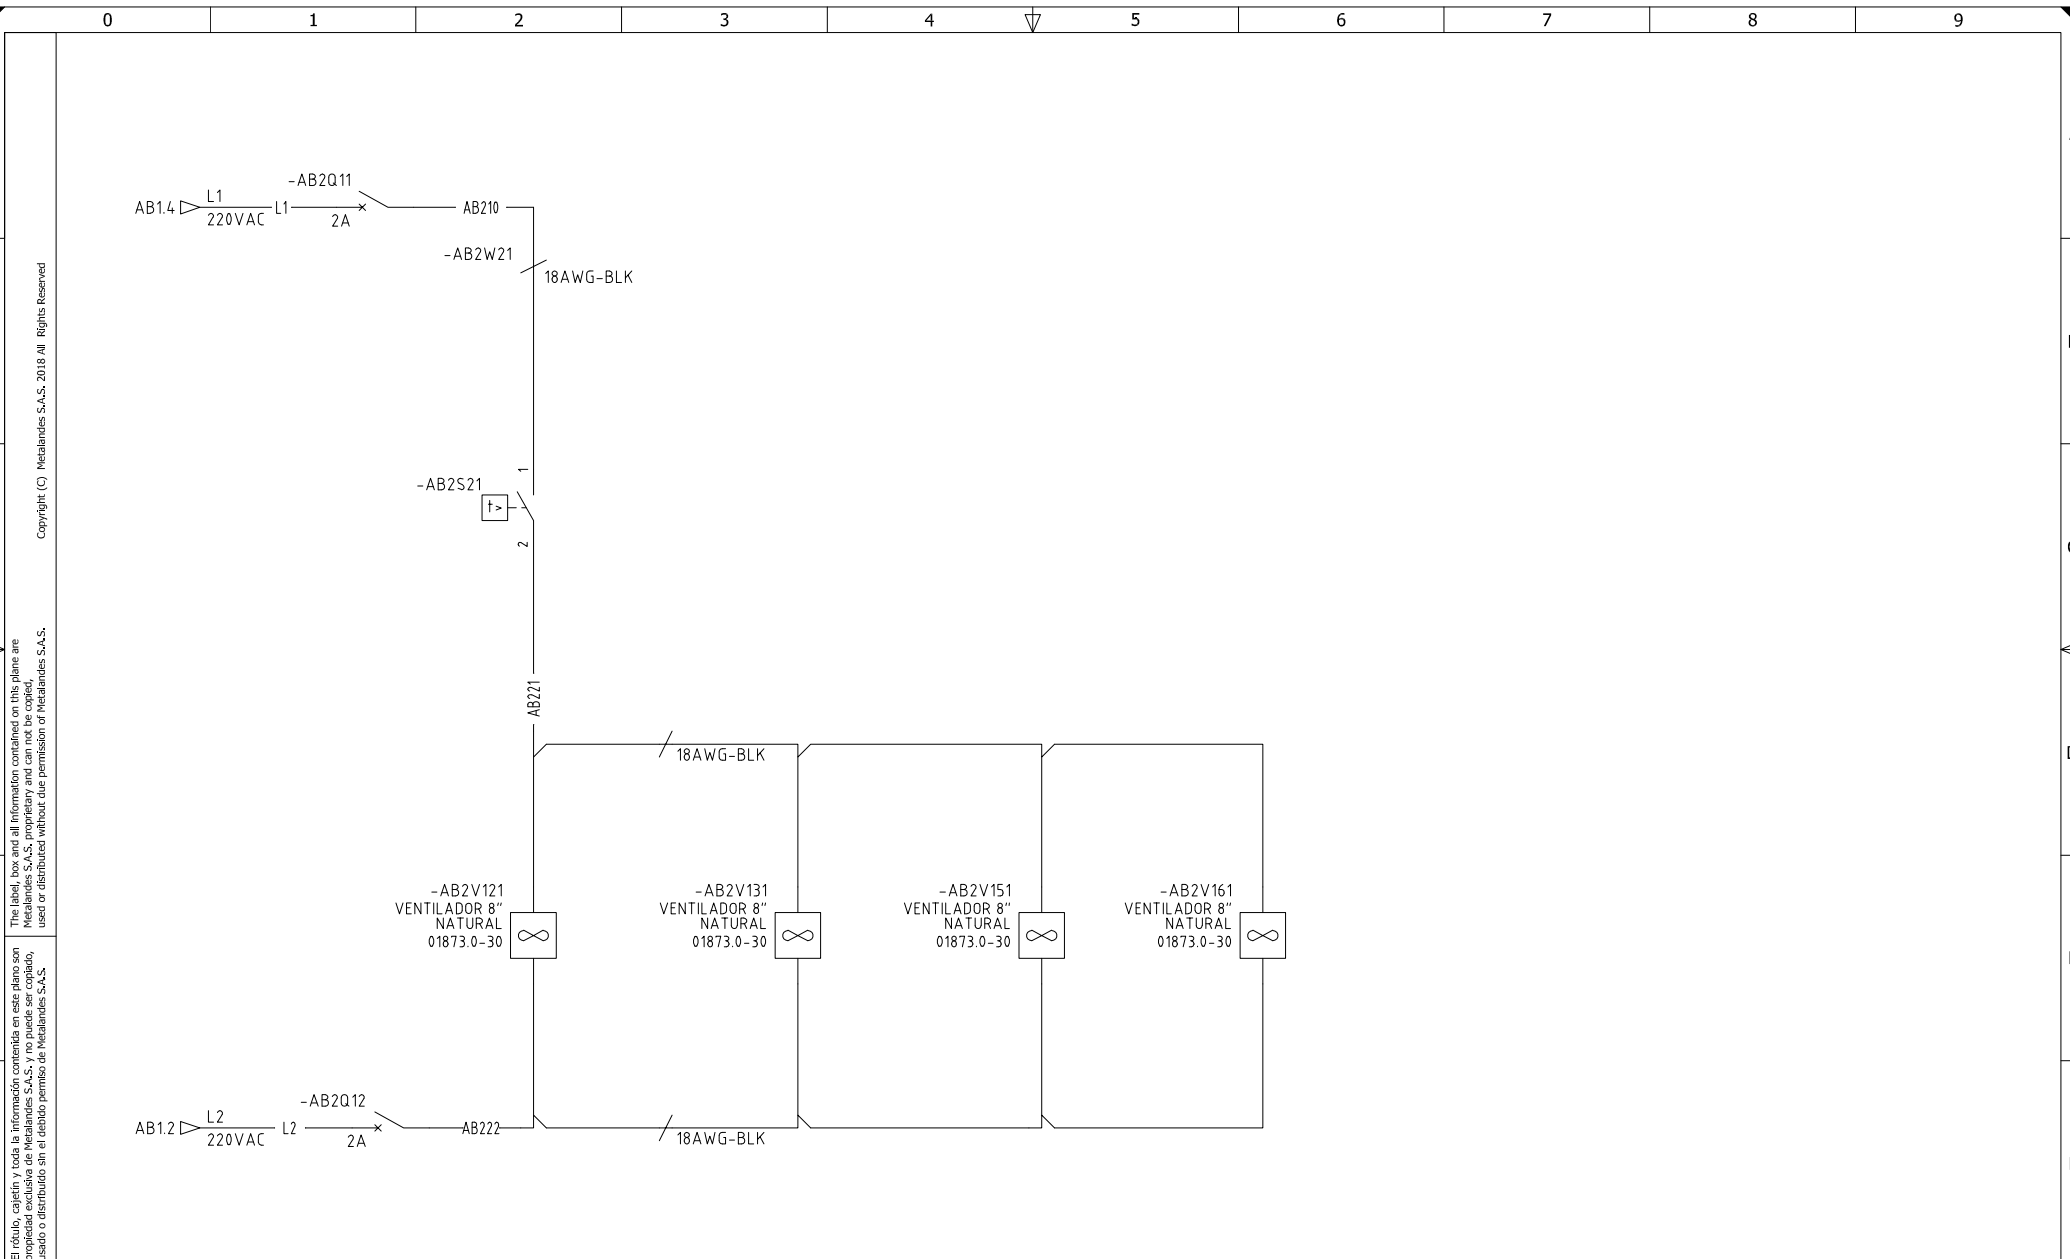 0 1 2 3 4 5 6 7 8 9
-AB2Q11
AB1.4 L1 L1 AB210
220VAC 2A
-AB2W21
18AWG-BLK
1
-AB2S21
t>
2
AB221
18AWG-BLK
-AB2V121
VENTILADOR 8"
NATURAL
01873.0-30
-AB2V131
VENTILADOR 8"
NATURAL
01873.0-30
-AB2V151
VENTILADOR 8"
NATURAL
01873.0-30
-AB2V161
VENTILADOR 8"
NATURAL
01873.0-30
-AB2Q12
AB1.2 L2 L2 AB222
220VAC 2A
18AWG-BLK
The label, box and all information contained on this plane are
Metalandes S.A.S. proprietary and can not be copied,
used or distributed without due permission of Metalandes S.A.S.
Copyright (C) Metalandes S.A.S. 2018 All Rights Reserved
El rótulo, cajetín y toda la información contenida en este plano son
propiedad exclusiva de Metalandes S.A.S. y no puede ser copiado,
usado o distribuido sin el debido permiso de Metalandes S.A.S.